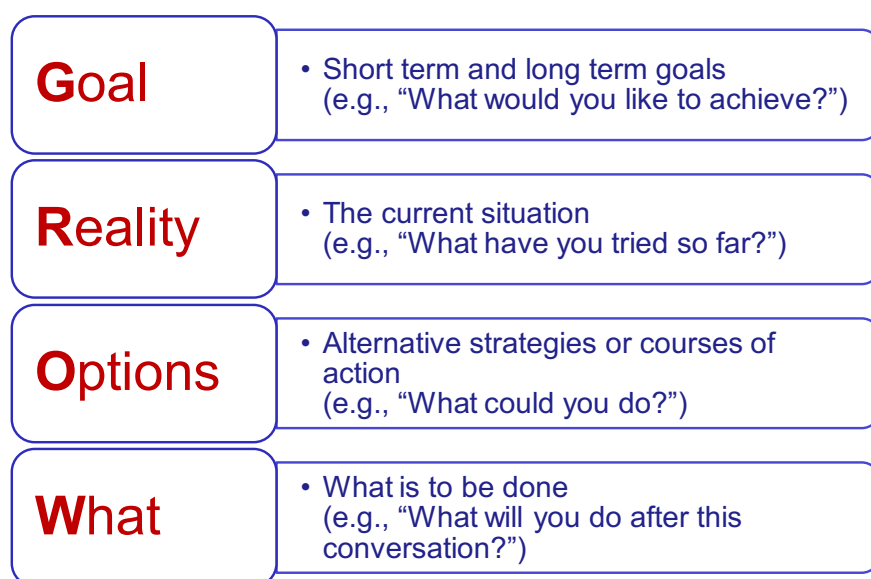 Goal
• Short term and long term goals
(e.g., “What would you like to achieve?”)
Reality
• The current situation
(e.g., “What have you tried so far?”)
Options
• Alternative strategies or courses of
action
(e.g., “What could you do?”)
What
• What is to be done
(e.g., “What will you do after this
conversation?”)